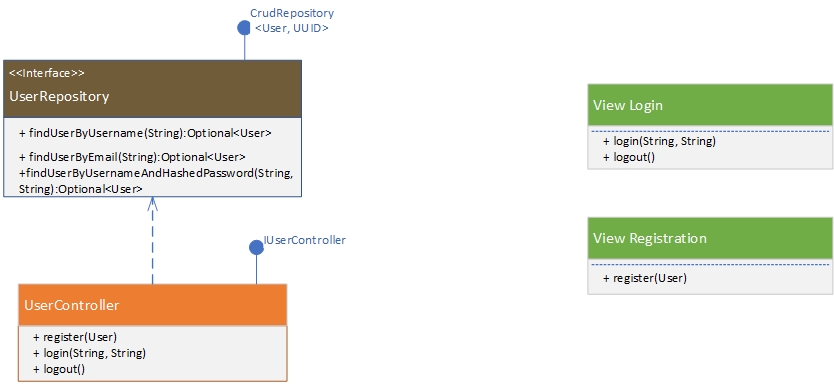 CrudRepository
<User, UUID>
<<Interface>>
UserRepository
+ findUserByUsername(String):Optional<User>
+ findUserByEmail(String):Optional<User>
+findUserByUsernameAndHashedPassword(String,
String):Optional<User>
IUserController
UserController
+ register(User)
+ login(String, String)
+ logout()
View Login
+ login(String, String)
+ logout()
View Registration
+ register(User)